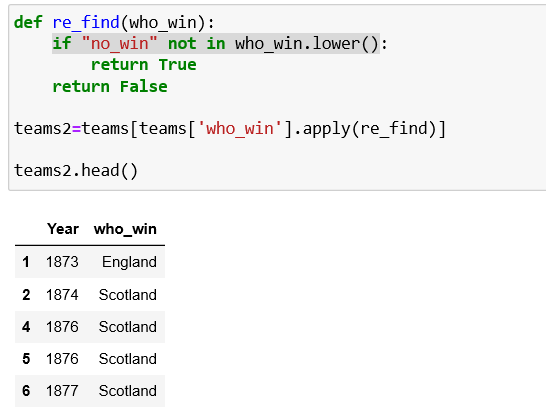 def re_find(who_win):
    if "no_win" not in who_win.lower():
        return True
    return False
teams2=teams[teams['who_win'].apply(re_find)]
teams2.head()
Year who_win
1 1873 England
2 1874 Scotland
4 1876 Scotland
5 1876 Scotland
6 1877 Scotland